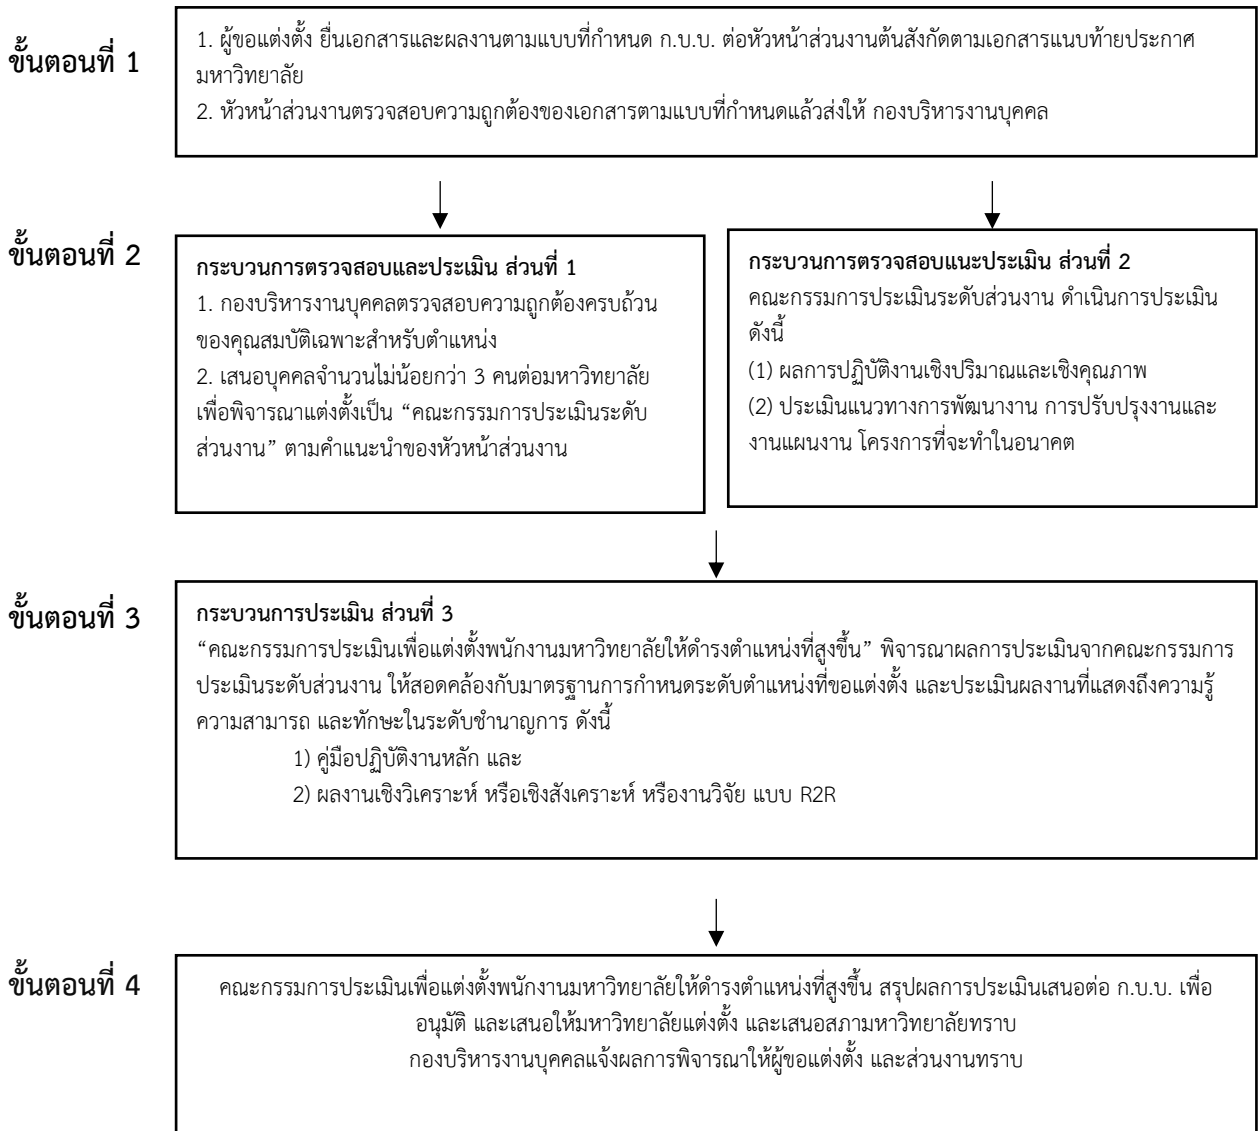 ขั้นตอนที่ 1
1. ผู้ขอแต่งตั้ง ยื่นเอกสารและผลงานตามแบบที่กำหนด ก.บ.บ. ต่อหัวหน้าส่วนงานต้นสังกัดตามเอกสารแนบท้ายประกาศ
มหาวิทยาลัย
2. หัวหน้าส่วนงานตรวจสอบความถูกต้องของเอกสารตามแบบที่กำหนดแล้วส่งให้ กองบริหารงานบุคคล
ขั้นตอนที่ 2
กระบวนการตรวจสอบและประเมิน ส่วนที่ 1
1. กองบริหารงานบุคคลตรวจสอบความถูกต้องครบถ้วน
ของคุณสมบัติเฉพาะสำหรับตำแหน่ง
2. เสนอบุคคลจำนวนไม่น้อยกว่า 3 คนต่อมหาวิทยาลัย
เพื่อพิจารณาแต่งตั้งเป็น “คณะกรรมการประเมินระดับ
ส่วนงาน” ตามคำแนะนำของหัวหน้าส่วนงาน
กระบวนการตรวจสอบแนะประเมิน ส่วนที่ 2
คณะกรรมการประเมินระดับส่วนงาน ดำเนินการประเมิน
ดังนี้
(1) ผลการปฏิบัติงานเชิงปริมาณและเชิงคุณภาพ
(2) ประเมินแนวทางการพัฒนางาน การปรับปรุงงานและ
งานแผนงาน โครงการที่จะทำในอนาคต
ขั้นตอนที่ 3
กระบวนการประเมิน ส่วนที่ 3
“คณะกรรมการประเมินเพื่อแต่งตั้งพนักงานมหาวิทยาลัยให้ดำรงตำแหน่งที่สูงขึ้น” พิจารณาผลการประเมินจากคณะกรรมการ
ประเมินระดับส่วนงาน ให้สอดคล้องกับมาตรฐานการกำหนดระดับตำแหน่งที่ขอแต่งตั้ง และประเมินผลงานที่แสดงถึงความรู้
ความสามารถ และทักษะในระดับชำนาญการ ดังนี้
1) คู่มือปฏิบัติงานหลัก และ
2) ผลงานเชิงวิเคราะห์ หรือเชิงสังเคราะห์ หรืองานวิจัย แบบ R2R
ขั้นตอนที่ 4
คณะกรรมการประเมินเพื่อแต่งตั้งพนักงานมหาวิทยาลัยให้ดำรงตำแหน่งที่สูงขึ้น สรุปผลการประเมินเสนอต่อ ก.บ.บ. เพื่อ
อนุมัติ และเสนอให้มหาวิทยาลัยแต่งตั้ง และเสนอสภามหาวิทยาลัยทราบ
กองบริหารงานบุคคลแจ้งผลการพิจารณาให้ผู้ขอแต่งตั้ง และส่วนงานทราบ